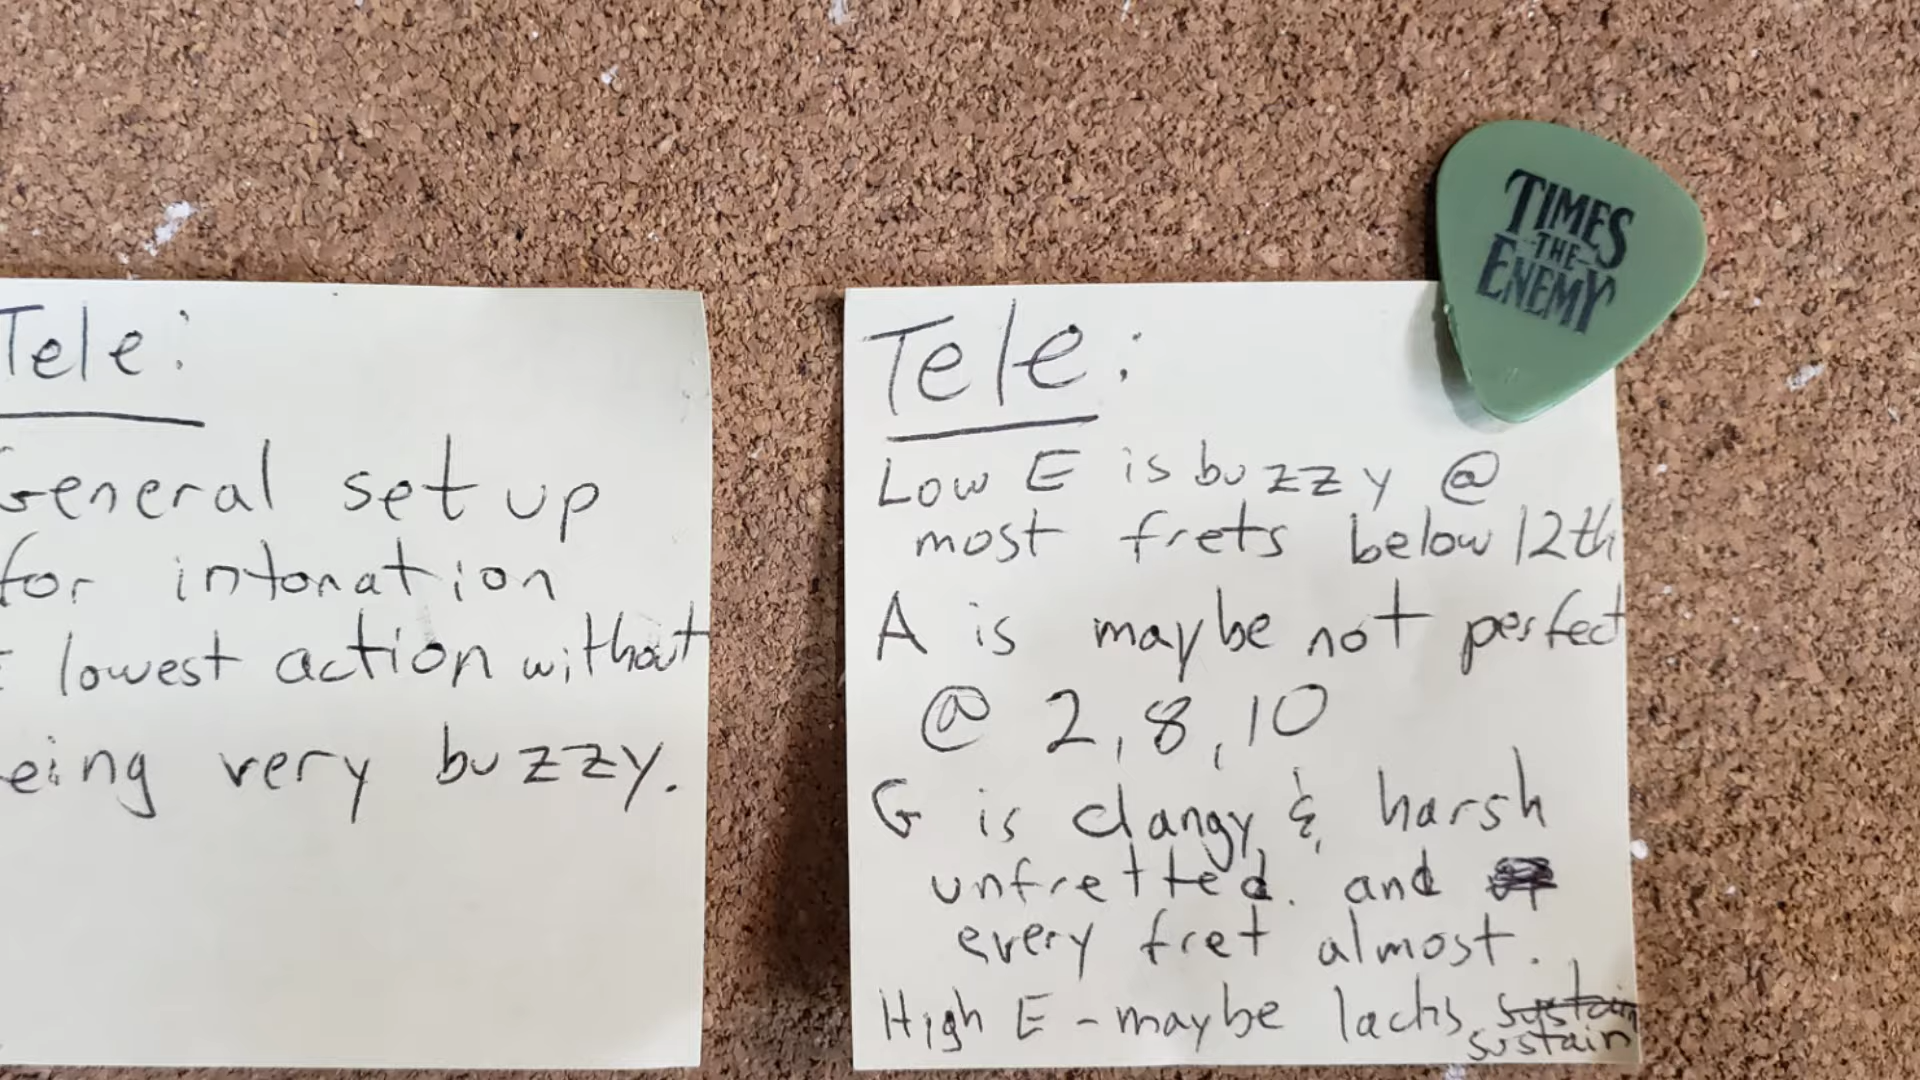 Tele:
General set up
for intonation
lowest action without
eing very buzzy.
TIMES
THE
ENEMY
Tele:
Low E is buzzy @
most frets below 12th
A is maybe not perfect
@ 2, 8, 10
G is clangy & harsh
unfretted. and
every fret almost.
High E - maybe lacks sustain
sustain